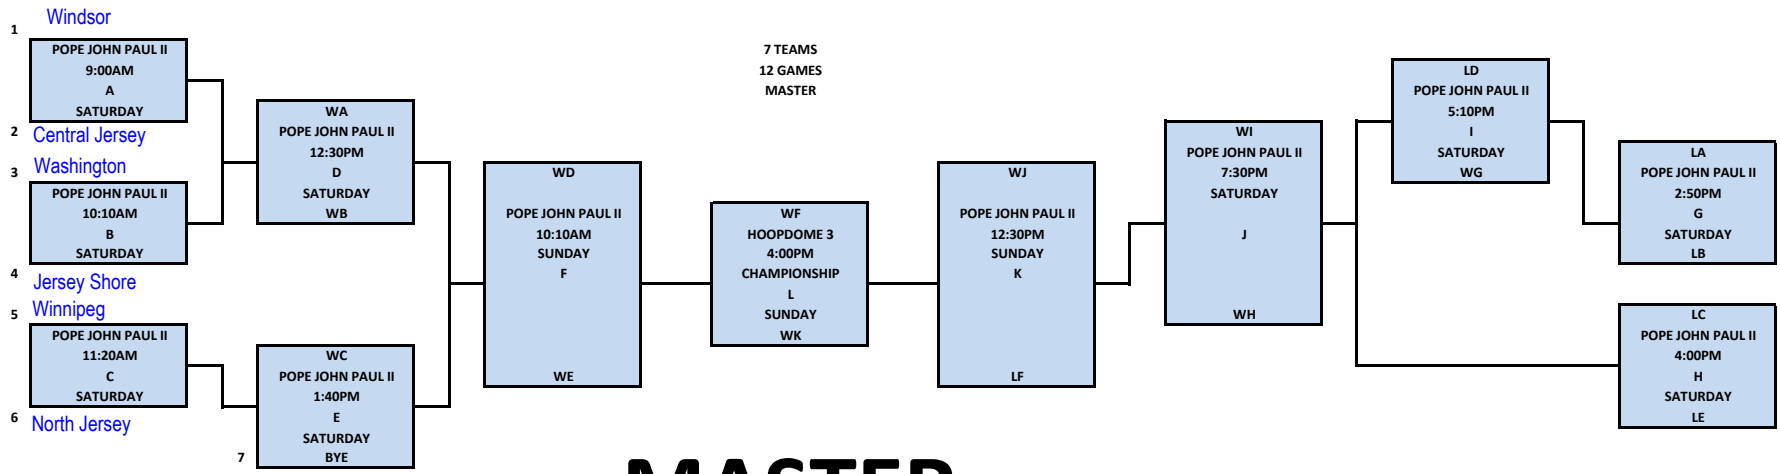 Windsor
1
POPE JOHN PAUL II
9:00AM
A
SATURDAY
2 Central Jersey
3 Washington
POPE JOHN PAUL II
10:10AM
B
SATURDAY
4
Jersey Shore
5 Winnipeg
POPE JOHN PAUL II
11:20AM
C
SATURDAY
6 North Jersey
WA
POPE JOHN PAUL II
12:30PM
D
SATURDAY
WB
WC
POPE JOHN PAUL II
1:40PM
E
SATURDAY
7 BYE
WD
POPE JOHN PAUL II
10:10AM
SUNDAY
F
WE
7 TEAMS
12 GAMES
MASTER
WF
HOOPDOME 3
4:00PM
CHAMPIONSHIP
L
SUNDAY
WK
WJ
POPE JOHN PAUL II
12:30PM
SUNDAY
K
LF
WI
POPE JOHN PAUL II
7:30PM
SATURDAY
J
WH
LD
POPE JOHN PAUL II
5:10PM
I
SATURDAY
WG
LA
POPE JOHN PAUL II
2:50PM
G
SATURDAY
LB
LC
POPE JOHN PAUL II
4:00PM
H
SATURDAY
LE
MASTER